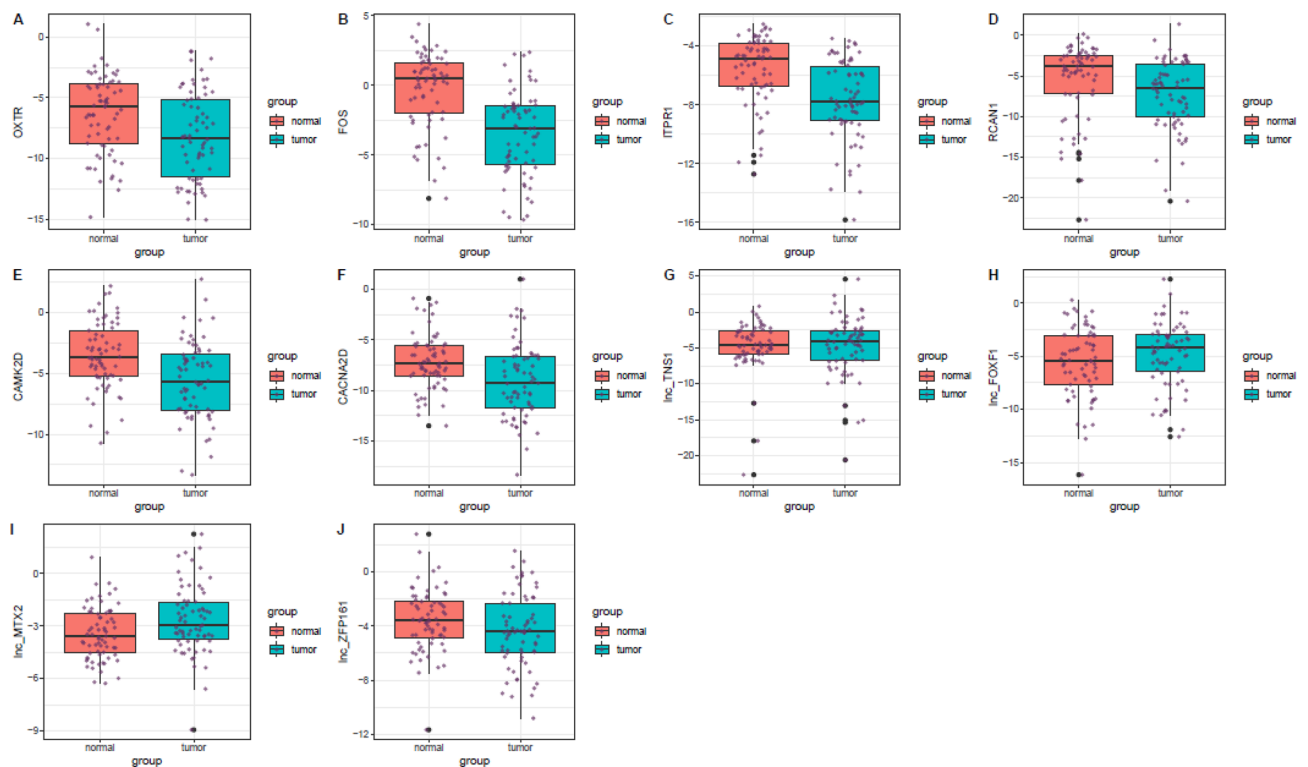 A
OXTR
0
−5
−10
−15
normal
tumor
group
group
normal
tumor
B
FOS
5
0
−5
−10
normal
tumor
group
group
normal
tumor
C
ITPR1
−4
−8
−12
−16
normal
tumor
group
group
normal
tumor
D
RCAN1
0
−5
−10
−15
−20
normal
tumor
group
group
normal
tumor
E
CAMK2D
0
−5
−10
normal
tumor
group
group
normal
tumor
F
CACNA2D
0
−5
−10
−15
normal
tumor
group
group
normal
tumor
G
lnc_TNS1
5
0
−5
−10
−15
−20
normal
tumor
group
group
normal
tumor
H
lnc_FOXF1
0
−5
−10
−15
normal
tumor
group
group
normal
tumor
I
lnc_MTX2
0
−3
−6
−9
normal
tumor
group
group
normal
tumor
J
lnc_ZFP161
0
−4
−8
−12
normal
tumor
group
group
normal
tumor